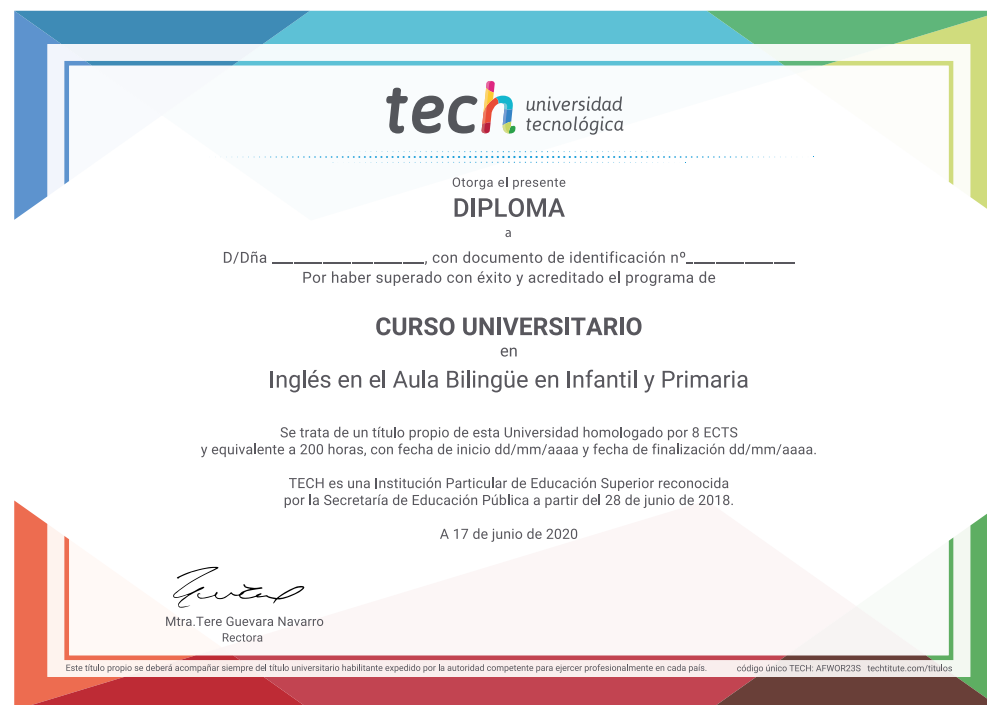 tech universidad
tecnológica
Otorga el presente
DIPLOMA
a
D/Dña ____________________, con documento de identificación nº______________
Por haber superado con éxito y acreditado el programa de
CURSO UNIVERSITARIO
en
Inglés en el Aula Bilingüe en Infantil y Primaria
Se trata de un título propio de esta Universidad homologado por 8 ECTS
y equivalente a 200 horas, con fecha de inicio dd/mm/aaaa y fecha de finalización dd/mm/aaaa.
TECH es una Institución Particular de Educación Superior reconocida
por la Secretaría de Educación Pública a partir del 28 de junio de 2018.
A 17 de junio de 2020
Mtra.Tere Guevara Navarro
Rectora
Este título propio se deberá acompañar siempre del título universitario habilitante expedido por la autoridad competente para ejercer profesionalmente en cada país. código único TECH: AFWOR23S techtitute.com/titulos